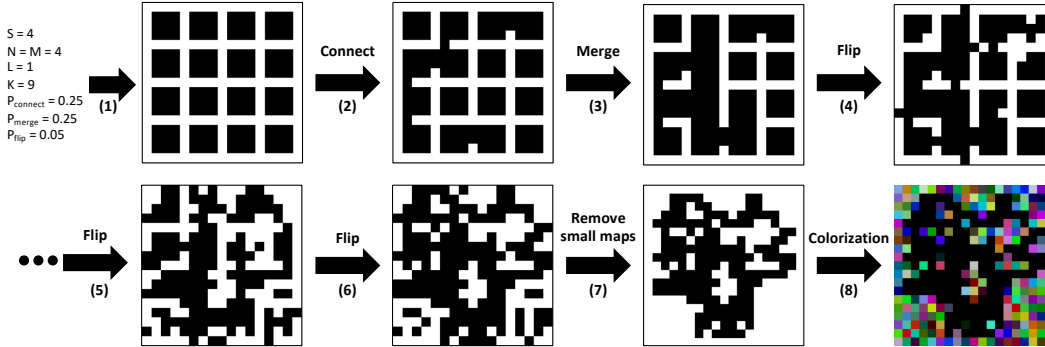 S = 4
N = M = 4
L = 1
K = 9
Pconnect = 0.25
Pmerge = 0.25
Pflip = 0.05
(1)
Connect
(2)
Merge
(3)
Flip
(4)
Flip
(5)
Flip
(6)
Remove
small maps
(7)
Colorization
(8)